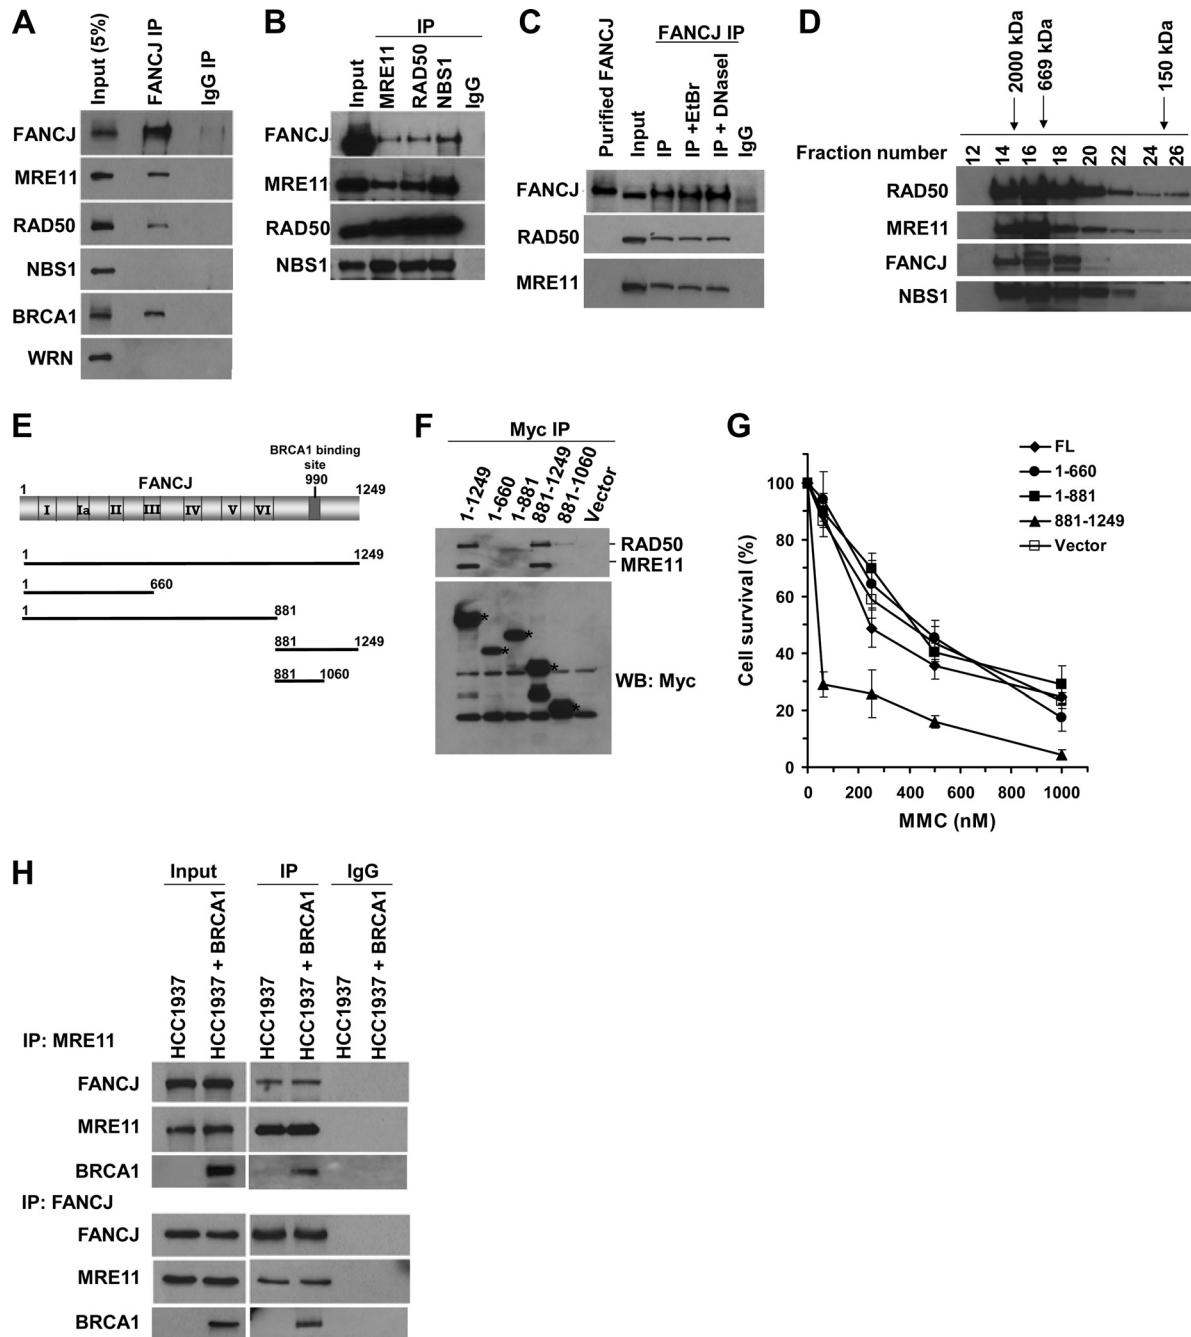 A
Input (5%)
FANCJ IP
IgG IP
FANCJ
MRE11
RAD50
NBS1
BRCA1
WRN
B
IP
Input
MRE11
RAD50
NBS1
IgG
FANCJ
MRE11
RAD50
NBS1
C
FANCJ IP
Purified FANCJ
Input
IP
IP +EtBr
IP + DNaseI
IgG
FANCJ
RAD50
MRE11
D
2000 kDa
669 kDa
150 kDa
Fraction number
12 14 16 18 20 22 24 26
RAD50
MRE11
FANCJ
NBS1
E
BRCA1 binding
site
1 FANCJ 990 1249
I Ia II III IV V VI
1 1249
1 660
1 881
881 1249
881 1060
F
Myc IP
1-1249
1-660
1-881
881-1249
881-1060
Vector
RAD50
MRE11
* * * * *
WB: Myc
G
FL
1-660
1-881
881-1249
Vector
Cell survival (%)
100
80
60
40
20
0
0 200 400 600 800 1000
MMC (nM)
H
Input IP IgG
HCC1937
HCC1937 + BRCA1
HCC1937
HCC1937 + BRCA1
HCC1937
HCC1937 + BRCA1
IP: MRE11
FANCJ
MRE11
BRCA1
IP: FANCJ
FANCJ
MRE11
BRCA1